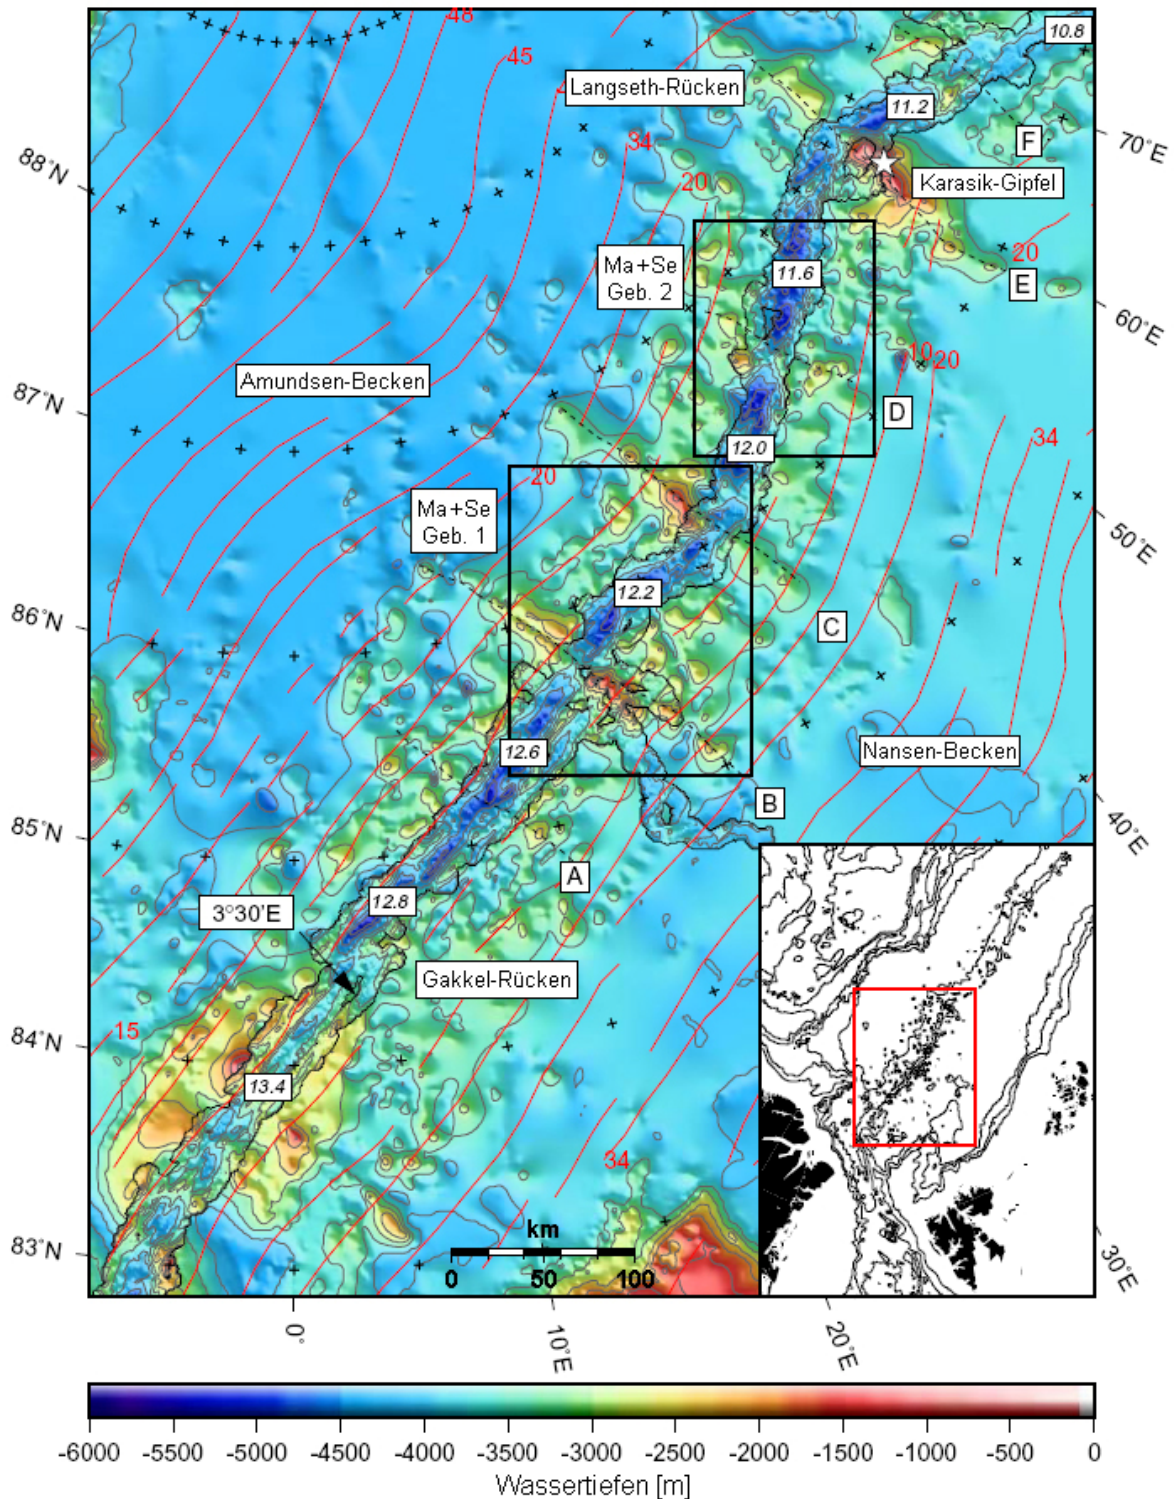 48
10.8
45
Langseth-Rücken
11.2
34
F
70°E
88°N
20
Karasik-Gipfel
Ma+Se
Geb. 2
11.6
20
E
60°E
Amundsen-Becken
10
20
87°N
D
34
12.0
20
Ma+Se
Geb. 1
50°E
12.2
C
86°N
12.6
Nansen-Becken
B
85°N
40°E
A
12.8
3°30'E
Gakkel-Rücken
15
84°N
13.4
34
km
83°N
0 50 100
30°E
0°
10°E
20°E
-6000 -5500 -5000 -4500 -4000 -3500 -3000 -2500 -2000 -1500 -1000 -500 0
Wassertiefen [m]